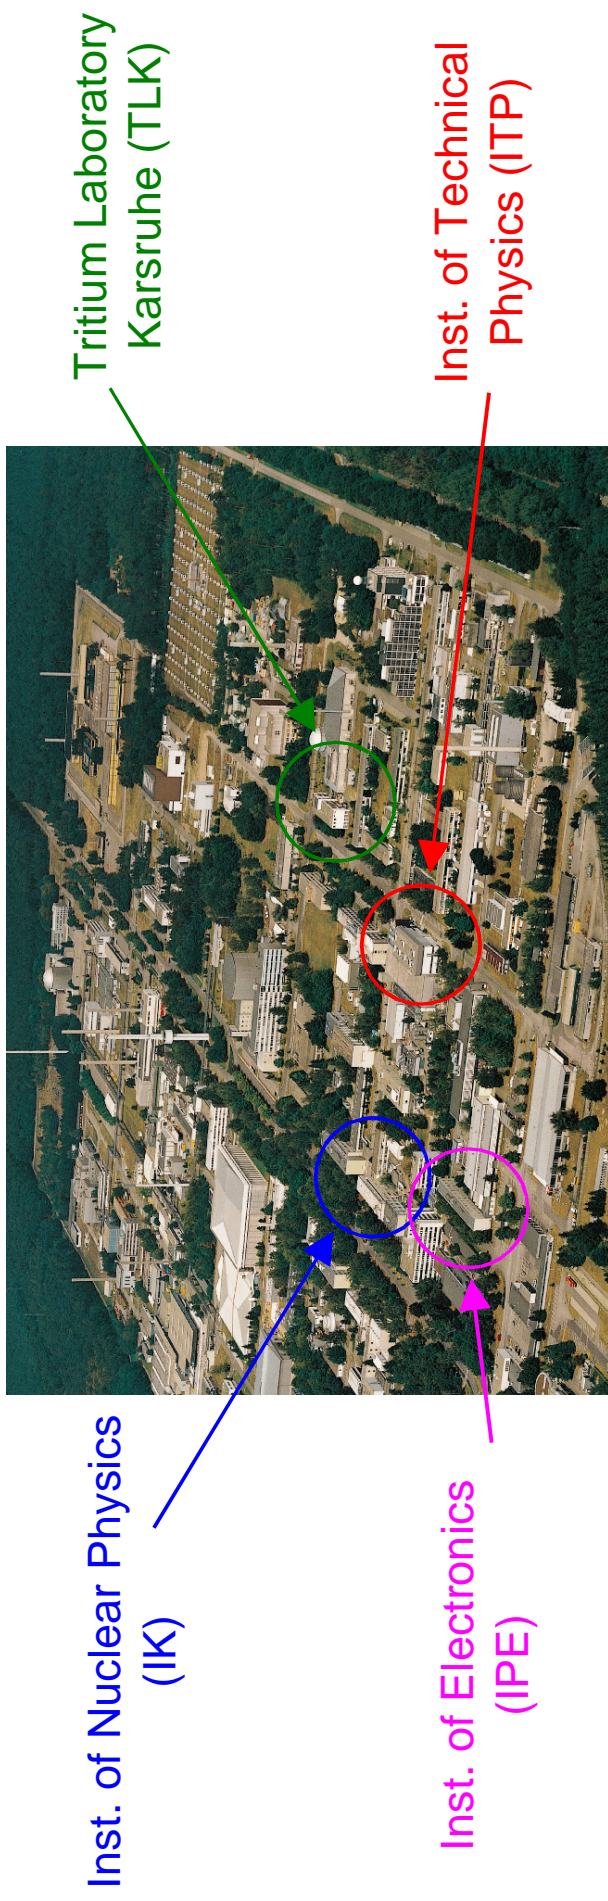 Tritium Laboratory
Karsruhe (TLK)
Inst. of Technical
Physics (ITP)
Inst. of Nuclear Physics
(IK)
Inst. of Electronics
(IPE)